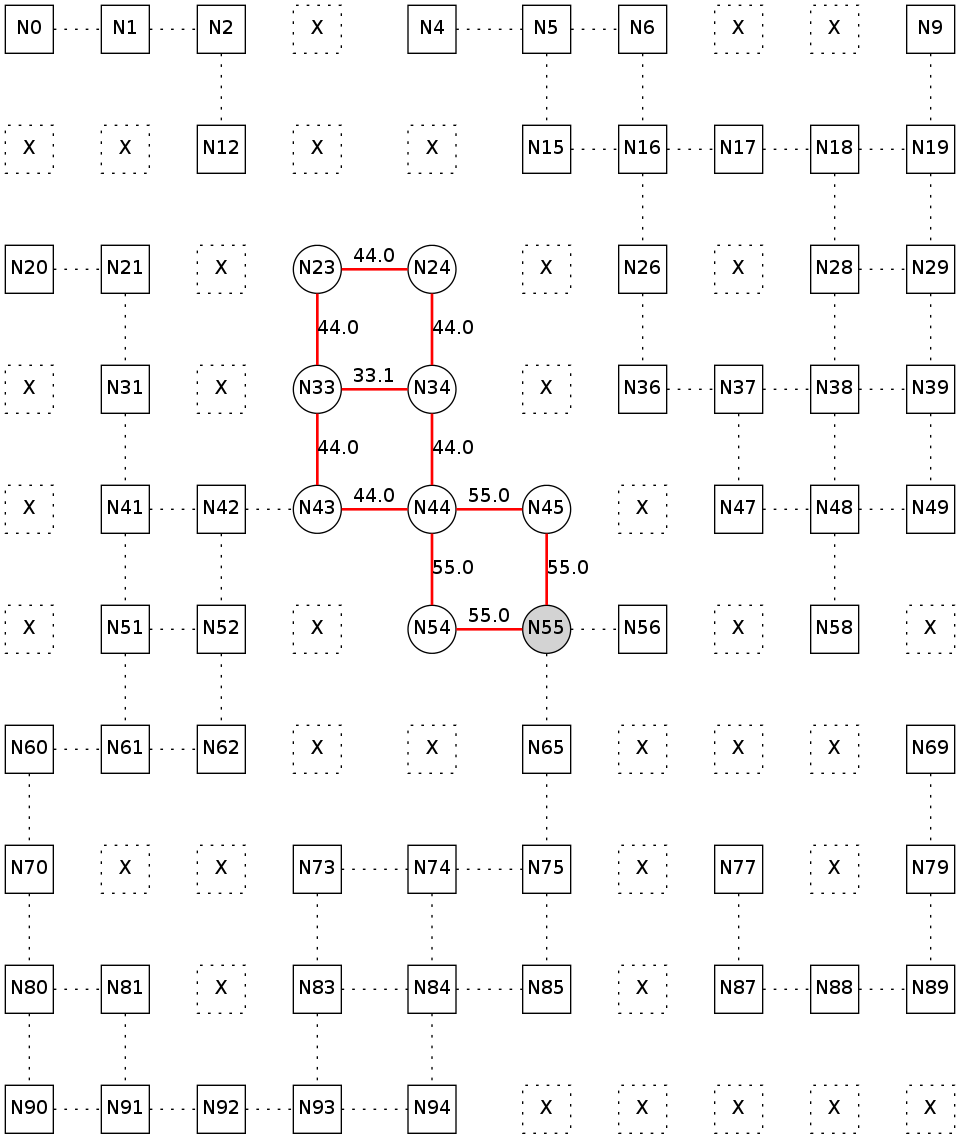 N0 N1 N2 X N4 N5 N6 X X N9
X X N12 X X N15 N16 N17 N18 N19
44.0
N20 N21 X N23 N24 X N26 X N28 N29
44.0 44.0
33.1
X N31 X N33 N34 X N36 N37 N38 N39
44.0 44.0
44.0 55.0
X N41 N42 N43 N44 N45 X N47 N48 N49
55.0 55.0
55.0
X N51 N52 X N54 N55 N56 X N58 X
N60 N61 N62 X X N65 X X X N69
N70 X X N73 N74 N75 X N77 X N79
N80 N81 X N83 N84 N85 X N87 N88 N89
N90 N91 N92 N93 N94 X X X X X